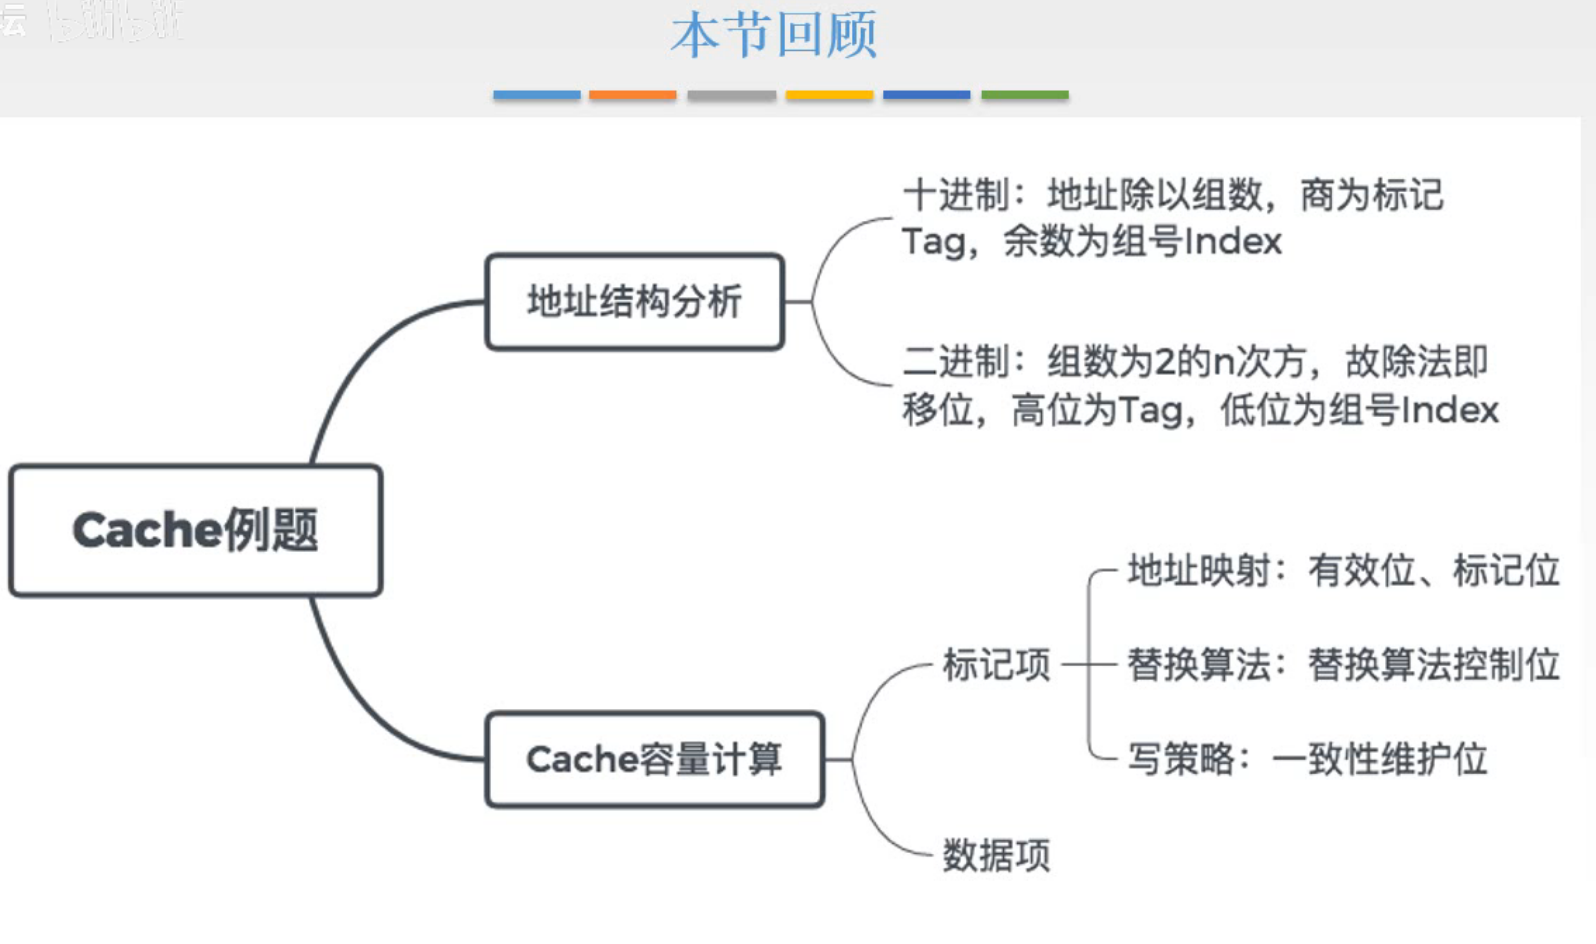 坛 bilibili
本节回顾
十进制：地址除以组数，商为标记
Tag，余数为组号Index
地址结构分析
二进制：组数为2的n次方，故除法即
移位，高位为Tag，低位为组号Index
Cache例题
地址映射：有效位、标记位
标记项
替换算法：替换算法控制位
Cache容量计算
写策略：一致性维护位
数据项